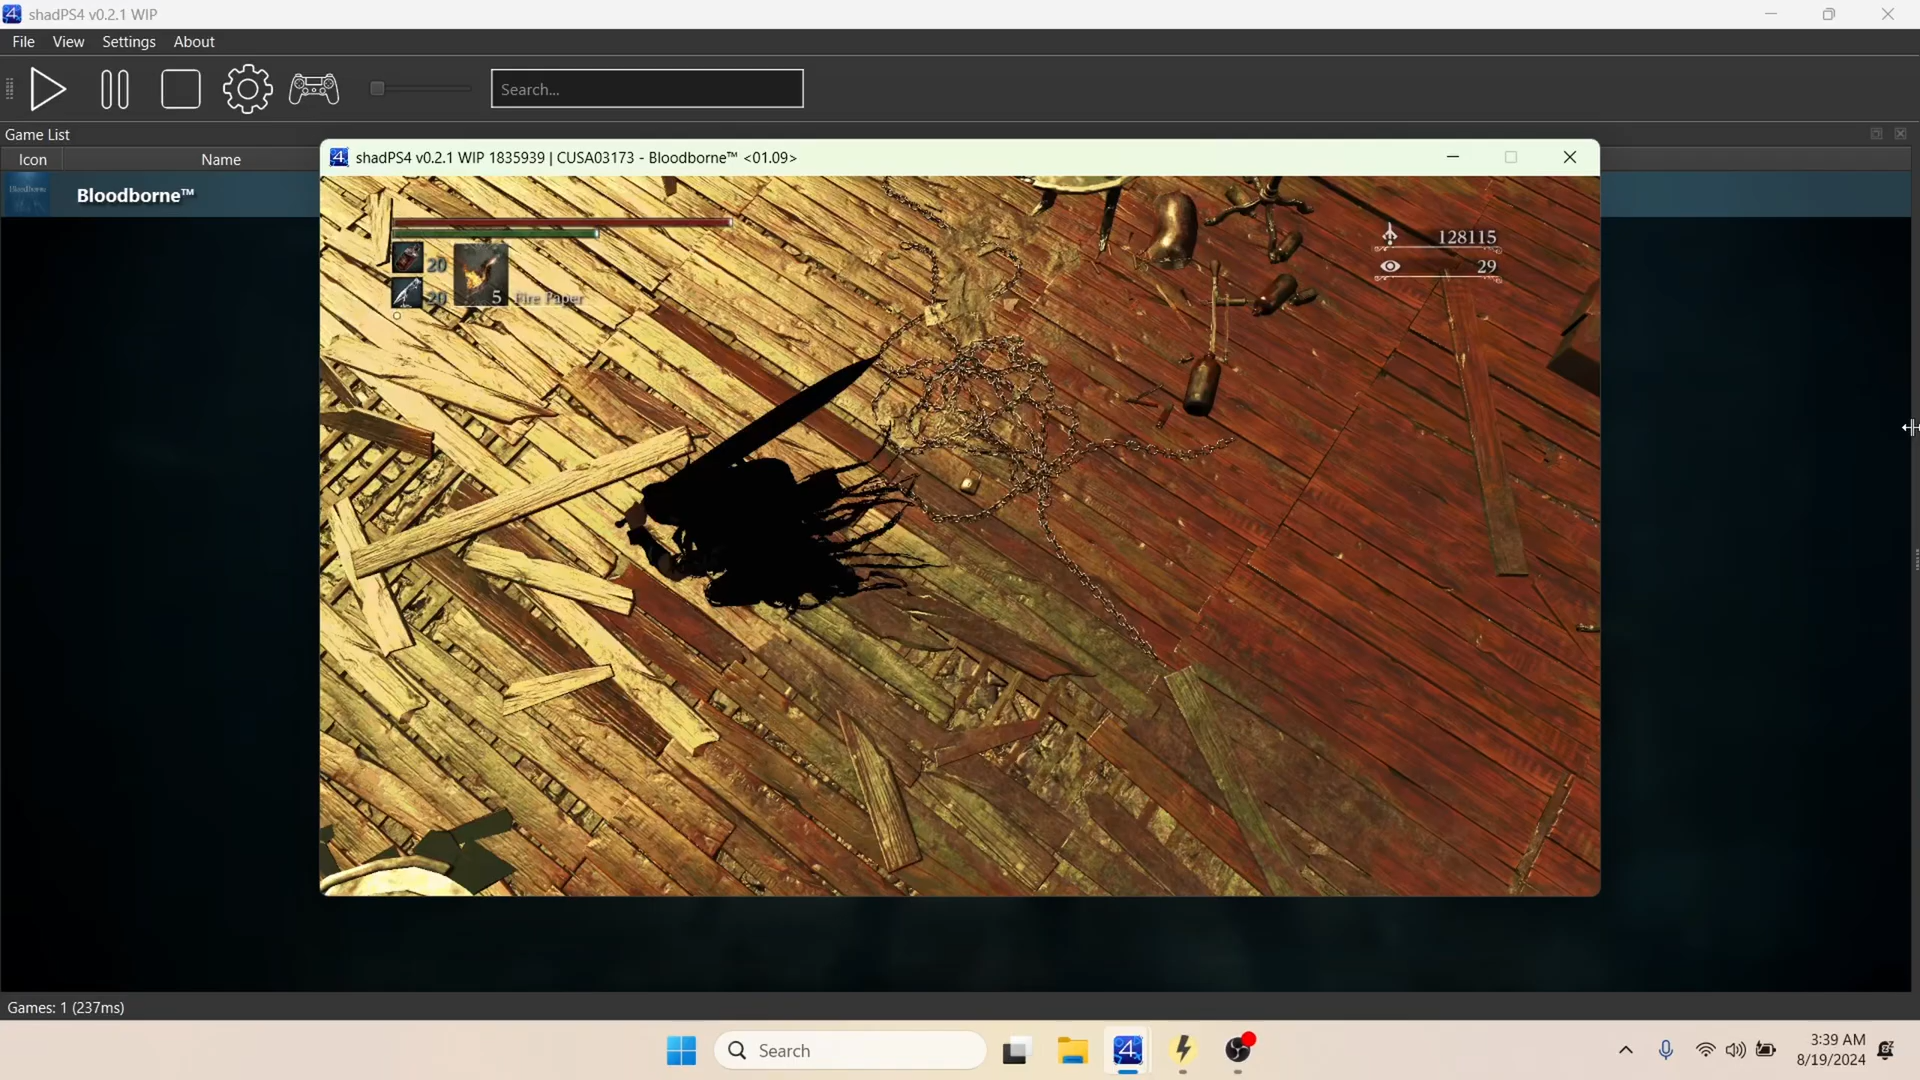 shadPS4 v0.2.1 WIP
File View Settings About
Search...
Game List
Icon Name
shadPS4 v0.2.1 WIP 1835939 | CUSA03173 - Bloodborne™ <01.09>
Bloodborne
Bloodborne™
128115
20
29
20
5 Fire Paper
Games: 1 (237ms)
Search
3:39 AM
8/19/2024